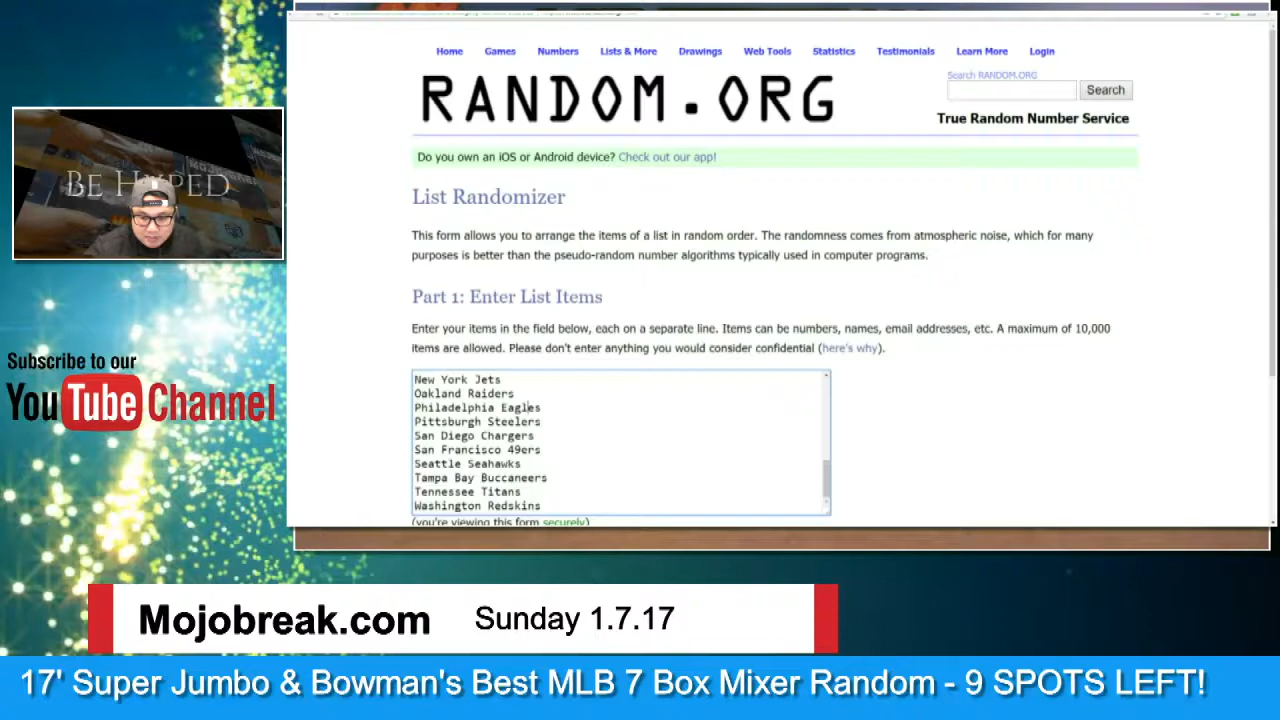 Home Games Numbers Lists & More Drawings Web Tools Statistics Testimonials Learn More Login
RANDOM.ORG
Search RANDOM.ORG
Search
True Random Number Service
Do you own an iOS or Android device? Check out our app!
List Randomizer
This form allows you to arrange the items of a list in random order. The randomness comes from atmospheric noise, which for many
purposes is better than the pseudo-random number algorithms typically used in computer programs.
Part 1: Enter List Items
Enter your items in the field below, each on a separate line. Items can be numbers, names, email addresses, etc. A maximum of 10,000
items are allowed. Please don't enter anything you would consider confidential (here's why).
New York Jets
Oakland Raiders
Philadelphia Eagles
Pittsburgh Steelers
San Diego Chargers
San Francisco 49ers
Seattle Seahawks
Tampa Bay Buccaneers
Tennessee Titans
Washington Redskins
(you're viewing this form securely)
BE HYPED
Subscribe to our
YouTube Channel
Mojobreak.com Sunday 1.7.17
17' Super Jumbo & Bowman's Best MLB 7 Box Mixer Random - 9 SPOTS LEFT!